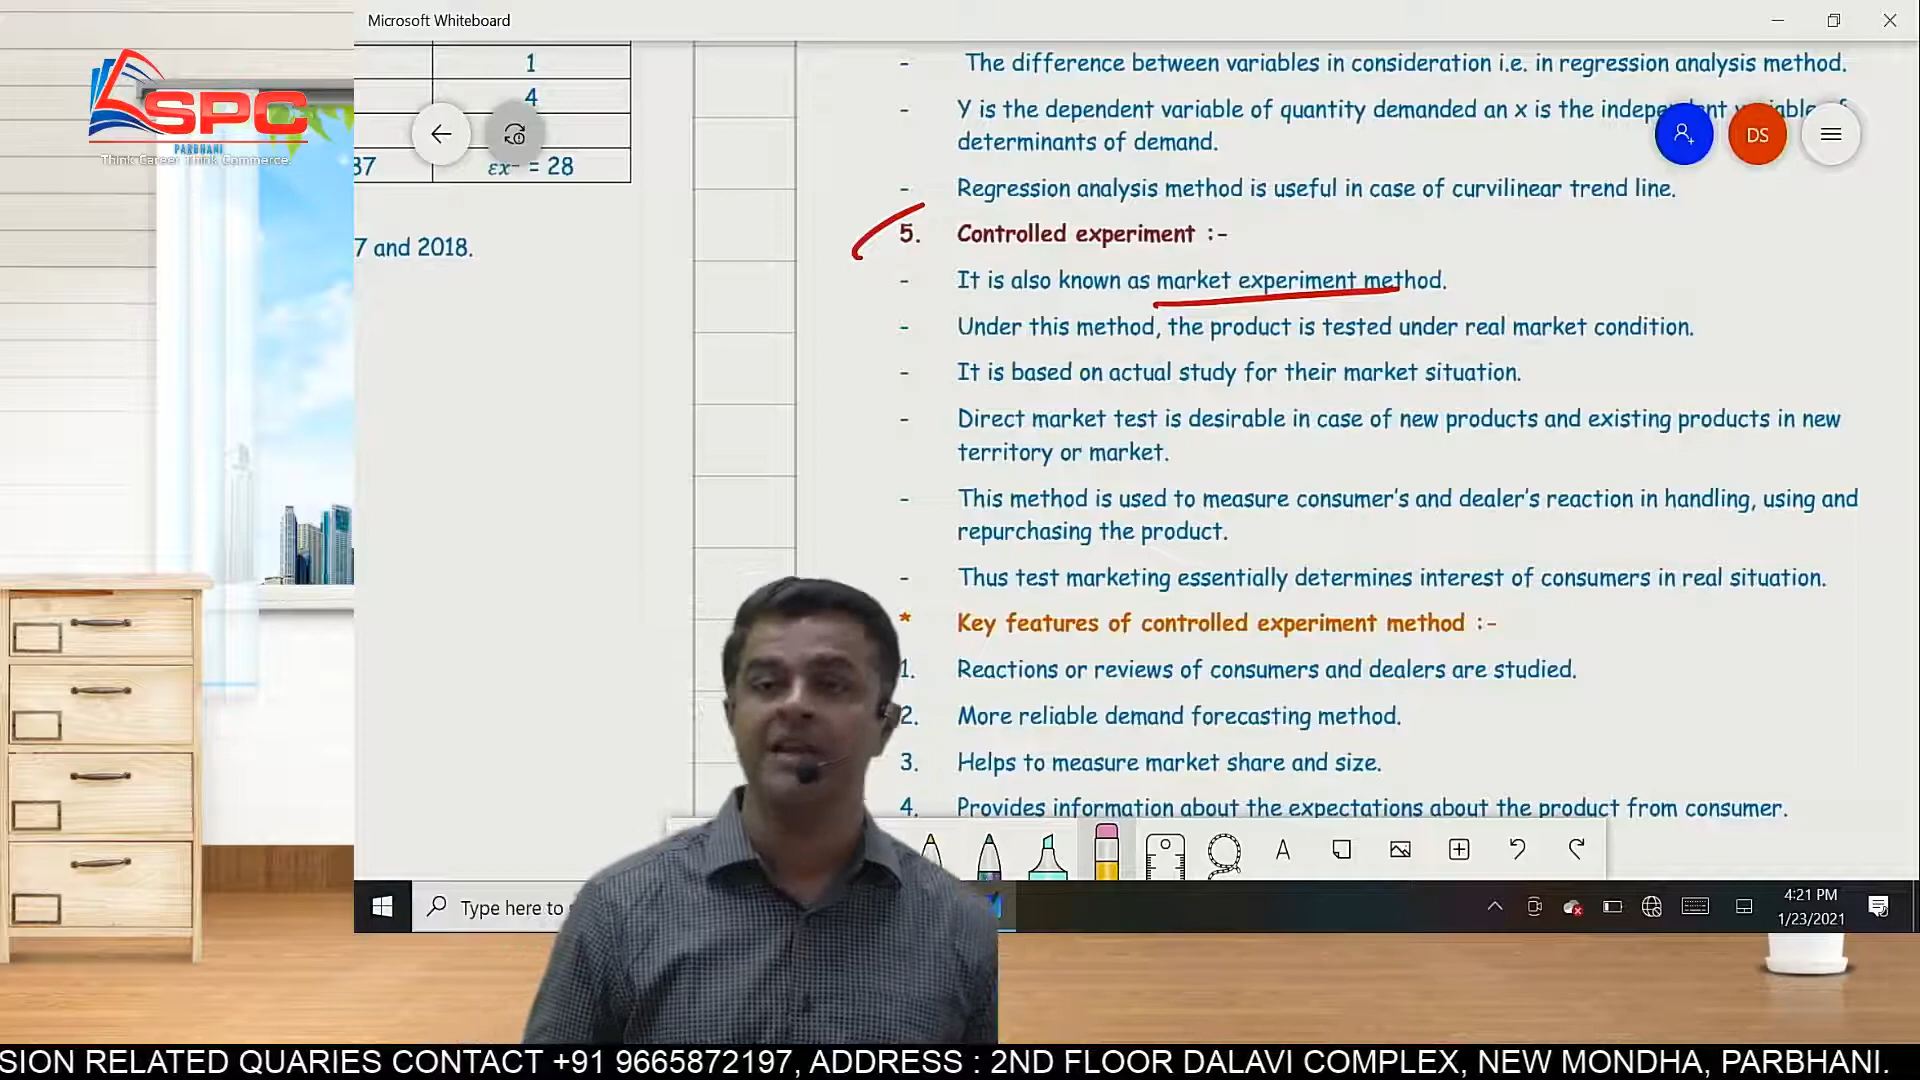 Microsoft Whiteboard
SPC
PARBHANI
Think Career Think Commerce.
1
4
37
= 28
7 and 2018.
DS
- The difference between variables in consideration i.e. in regression analysis method.
- Y is the dependent variable of quantity demanded an x is the
determinants of demand.
- Regression analysis method is useful in case of curvilinear trend line.
5. Controlled experiment :-
- It is also known as market experiment method.
- Under this method, the product is tested under real market condition.
- It is based on actual study for their market situation.
- Direct market test is desirable in case of new products and existing products in new
territory or market.
- This method is used to measure consumer's and dealer's reaction in handling, using and
repurchasing the product.
- Thus test marketing essentially determines interest of consumers in real situation.
* Key features of controlled experiment method :-
1. Reactions or reviews of consumers and dealers are studied.
2. More reliable demand forecasting method.
3. Helps to measure market share and size.
4. Provides information about the expectations about the product from consumer.
A
Type here to
4:21 PM
1/23/2021
SION RELATED QUARIES CONTACT +91 9665872197, ADDRESS : 2ND FLOOR DALAVI COMPLEX, NEW MONDHA, PARBHANI.